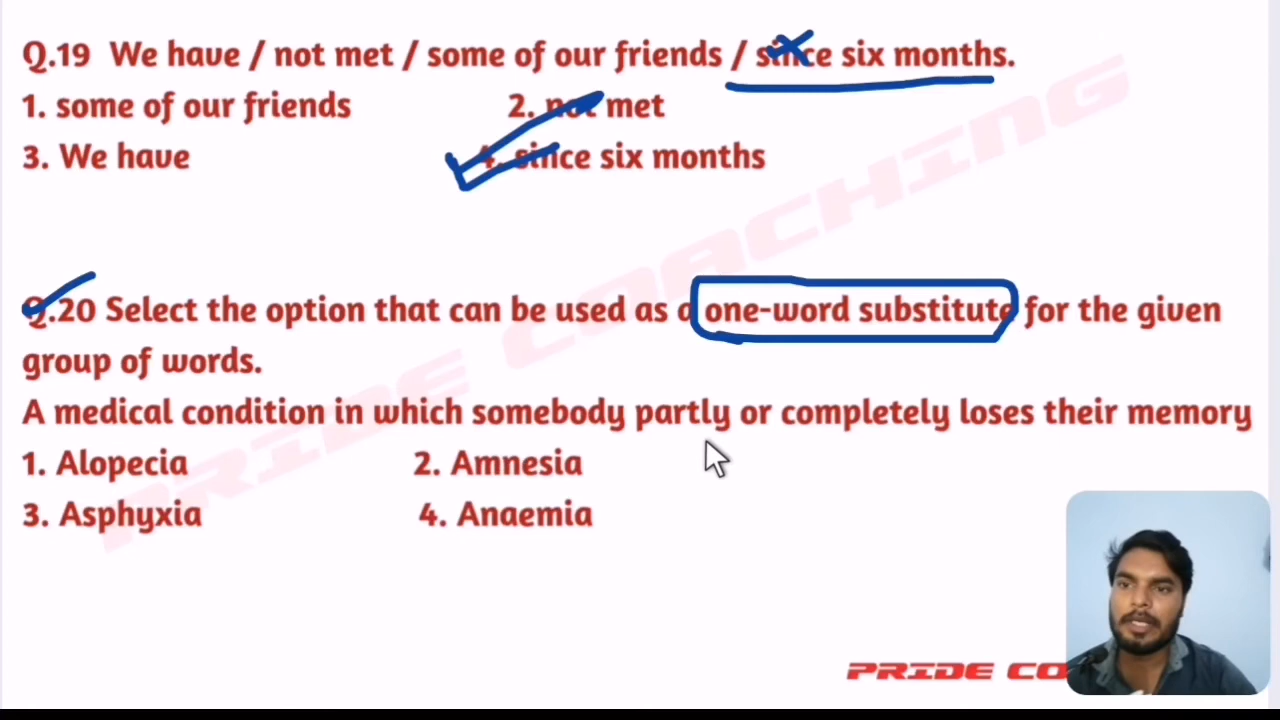 Q.19 We have / not met / some of our friends / since six months.
1. some of our friends 2. not met
3. We have 4. since six months
Q.20 Select the option that can be used as a one-word substitute for the given
group of words.
A medical condition in which somebody partly or completely loses their memory
1. Alopecia 2. Amnesia
3. Asphyxia 4. Anaemia
PRIDE COACHING
PRIDE CO